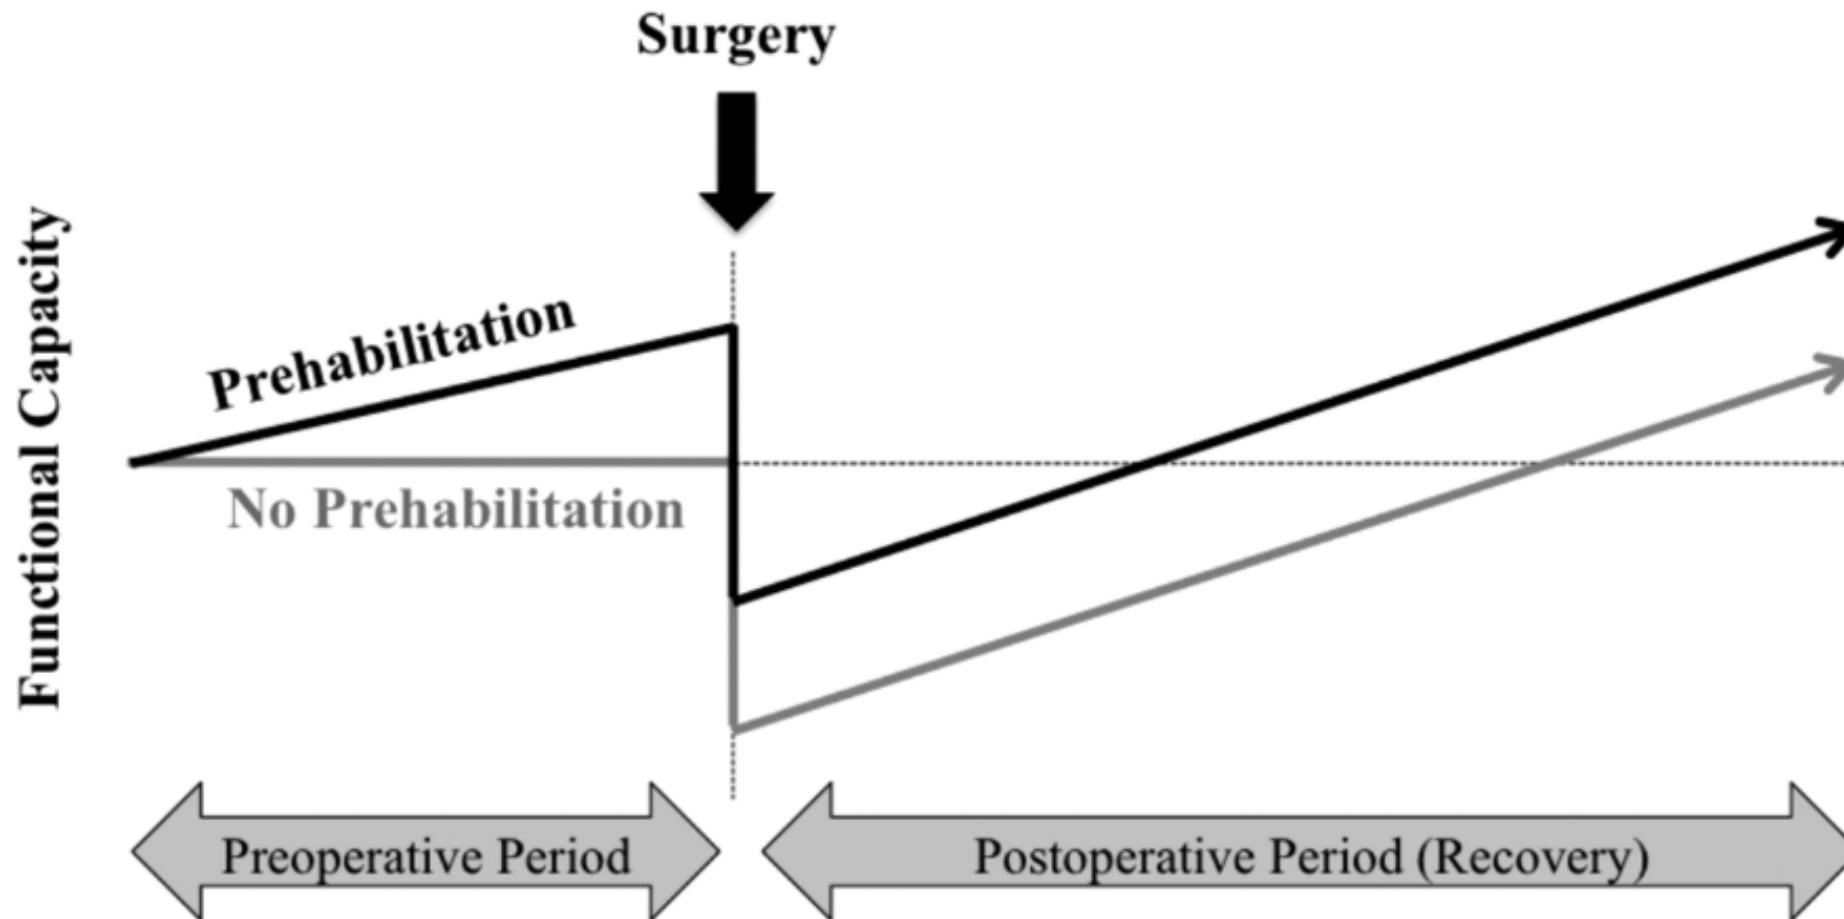 Surgery
Functional Capacity
Prehabilitation
No Prehabilitation
Preoperative Period
Postoperative Period (Recovery)